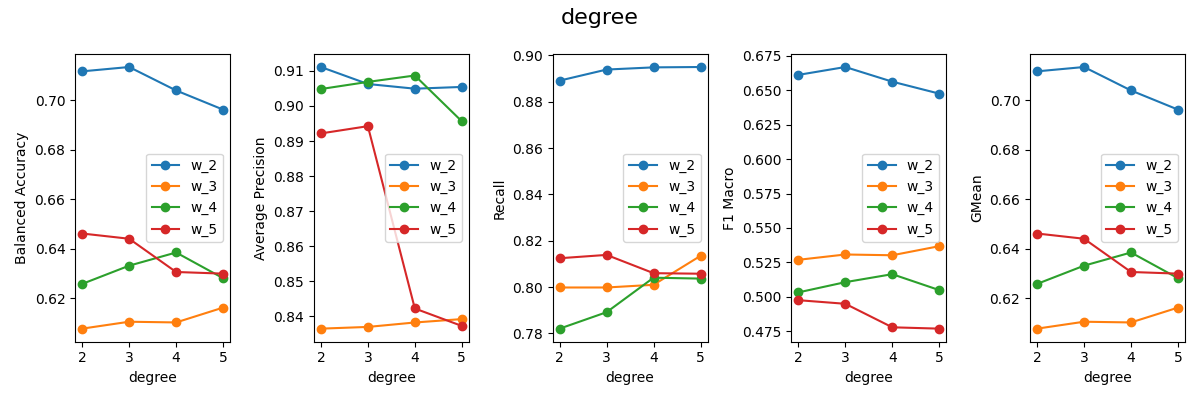 degree
Balanced Accuracy
0.70
0.68
0.66
0.64
0.62
2 3 4 5
degree
w_2
w_3
w_4
w_5
Average Precision
0.91
0.90
0.89
0.88
0.87
0.86
0.85
0.84
2 3 4 5
degree
w_2
w_3
w_4
w_5
Recall
0.90
0.88
0.86
0.84
0.82
0.80
0.78
2 3 4 5
degree
w_2
w_3
w_4
w_5
F1 Macro
0.675
0.650
0.625
0.600
0.575
0.550
0.525
0.500
0.475
2 3 4 5
degree
w_2
w_3
w_4
w_5
GMean
0.70
0.68
0.66
0.64
0.62
2 3 4 5
degree
w_2
w_3
w_4
w_5